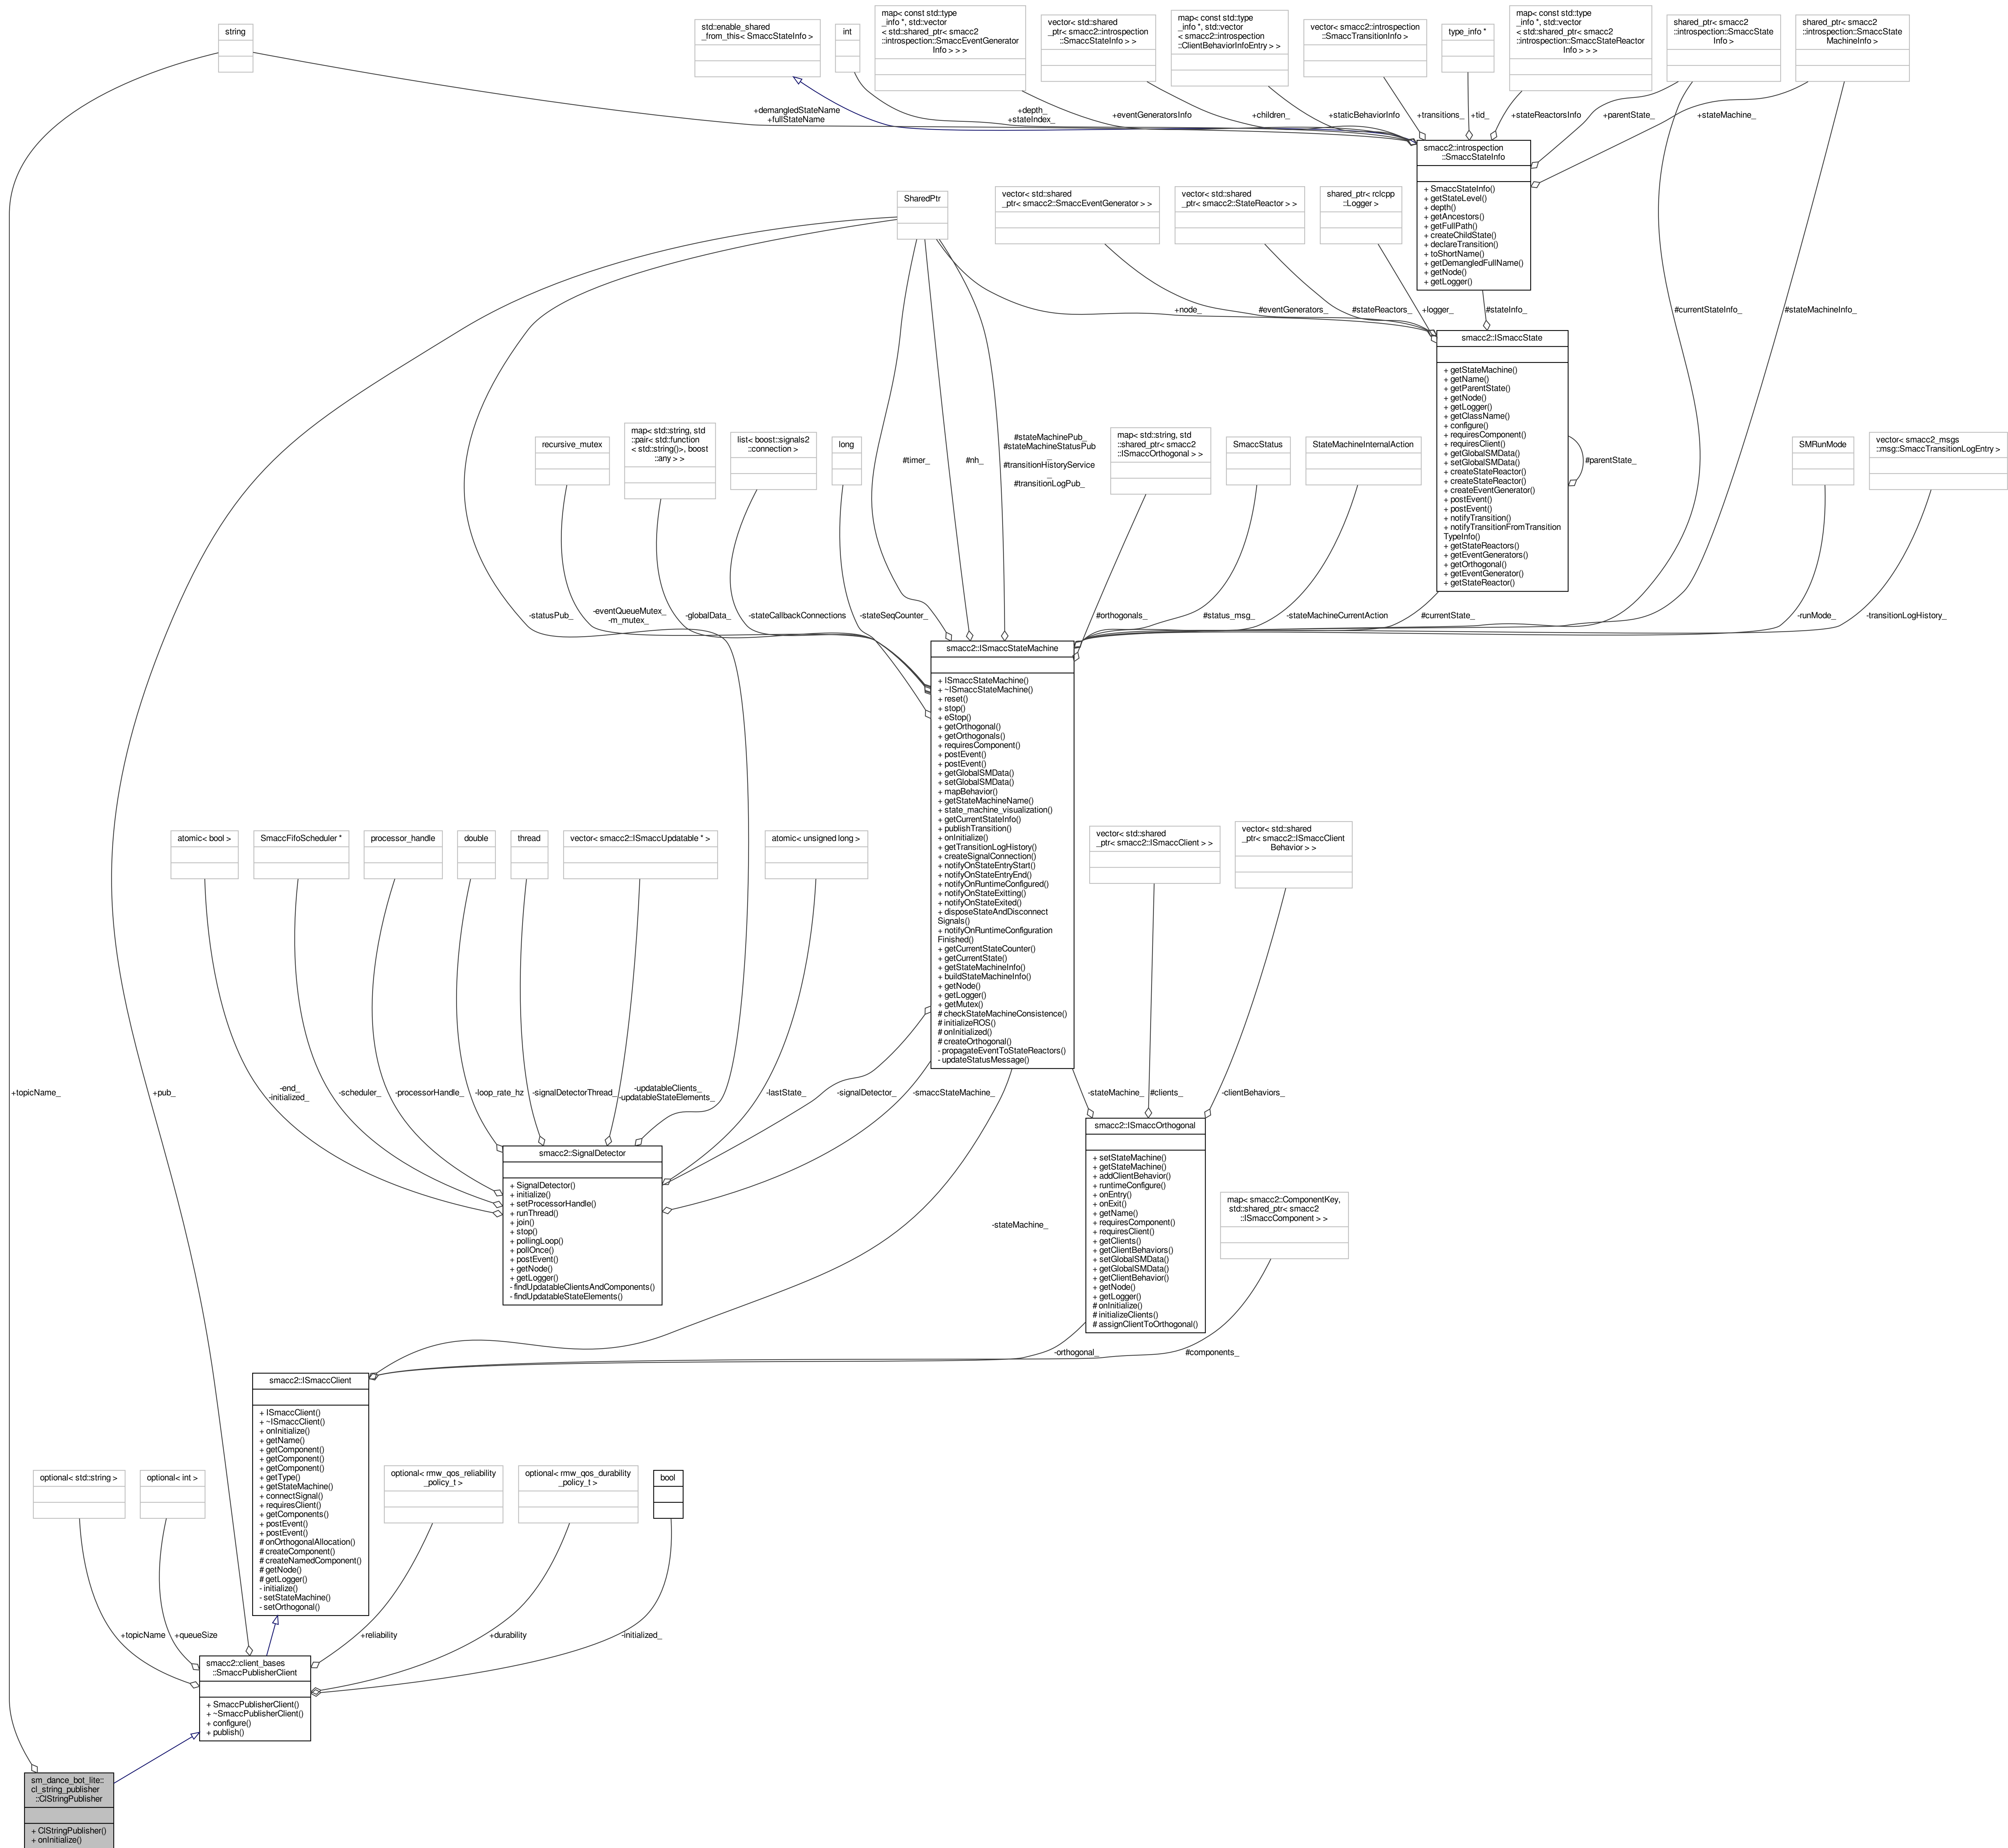 string
std::enable_shared
_from_this< SmaccStateInfo >
int
map< const std::type
_info *, std::vector
< std::shared_ptr< smacc2
::introspection::SmaccEventGenerator
Info > > >
vector< std::shared
_ptr< smacc2::introspection
::SmaccStateInfo > >
map< const std::type
_info *, std::vector
< smacc2::introspection
::ClientBehaviorInfoEntry > >
vector< smacc2::introspection
::SmaccTransitionInfo >
type_info *
map< const std::type
_info *, std::vector
< std::shared_ptr< smacc2
::introspection::SmaccStateReactor
Info > > >
shared_ptr< smacc2
::introspection::SmaccState
Info >
shared_ptr< smacc2
::introspection::SmaccState
MachineInfo >
+demangledStateName
+fullStateName
+depth_
+stateIndex_
+eventGeneratorsInfo
+children_
+staticBehaviorInfo
+transitions_
+tid_
+stateReactorsInfo
+parentState_
+stateMachine_
smacc2::introspection
::SmaccStateInfo
+ SmaccStateInfo()
+ getStateLevel()
+ depth()
+ getAncestors()
+ getFullPath()
+ createChildState()
+ declareTransition()
+ toShortName()
+ getDemangledFullName()
+ getNode()
+ getLogger()
SharedPtr
vector< std::shared
_ptr< smacc2::SmaccEventGenerator > >
vector< std::shared
_ptr< smacc2::StateReactor > >
shared_ptr< rclcpp
::Logger >
+node_
#eventGenerators_
#stateReactors_
+logger_
#stateInfo_
#currentStateInfo_
#stateMachineInfo_
smacc2::ISmaccState
+ getStateMachine()
+ getName()
+ getParentState()
+ getNode()
+ getLogger()
+ getClassName()
+ configure()
+ requiresComponent()
+ requiresClient()
+ getGlobalSMData()
+ setGlobalSMData()
+ createStateReactor()
+ createStateReactor()
+ createEventGenerator()
+ postEvent()
+ postEvent()
+ notifyTransition()
+ notifyTransitionFromTransition
TypeInfo()
+ getStateReactors()
+ getEventGenerators()
+ getOrthogonal()
+ getEventGenerator()
+ getStateReactor()
#parentState_
recursive_mutex
map< std::string, std
::pair< std::function
< std::string()>, boost
::any > >
list< boost::signals2
::connection >
long
#timer_
#nh_
#stateMachinePub_
#stateMachineStatusPub
_
#transitionHistoryService
_
#transitionLogPub_
map< std::string, std
::shared_ptr< smacc2
::ISmaccOrthogonal > >
SmaccStatus
StateMachineInternalAction
SMRunMode
vector< smacc2_msgs
::msg::SmaccTransitionLogEntry >
-statusPub_
-eventQueueMutex_
-m_mutex_
-globalData_
-stateCallbackConnections
-stateSeqCounter_
#orthogonals_
#status_msg_
-stateMachineCurrentAction
#currentState_
-runMode_
-transitionLogHistory_
smacc2::ISmaccStateMachine
+ ISmaccStateMachine()
+ ~ISmaccStateMachine()
+ reset()
+ stop()
+ eStop()
+ getOrthogonal()
+ getOrthogonals()
+ requiresComponent()
+ postEvent()
+ postEvent()
+ getGlobalSMData()
+ setGlobalSMData()
+ mapBehavior()
+ getStateMachineName()
+ state_machine_visualization()
+ getCurrentStateInfo()
+ publishTransition()
+ onInitialize()
+ getTransitionLogHistory()
+ createSignalConnection()
+ notifyOnStateEntryStart()
+ notifyOnStateEntryEnd()
+ notifyOnRuntimeConfigured()
+ notifyOnStateExitting()
+ notifyOnStateExited()
+ disposeStateAndDisconnect
Signals()
+ notifyOnRuntimeConfiguration
Finished()
+ getCurrentStateCounter()
+ getCurrentState()
+ getStateMachineInfo()
+ buildStateMachineInfo()
+ getNode()
+ getLogger()
+ getMutex()
# checkStateMachineConsistence()
# initializeROS()
# onInitialized()
# createOrthogonal()
- propagateEventToStateReactors()
- updateStatusMessage()
atomic< bool >
SmaccFifoScheduler *
processor_handle
double
thread
vector< smacc2::ISmaccUpdatable * >
atomic< unsigned long >
vector< std::shared
_ptr< smacc2::ISmaccClient > >
vector< std::shared
_ptr< smacc2::ISmaccClient
Behavior > >
+topicName_
+pub_
-end_
-initialized_
-scheduler_
-processorHandle_
-loop_rate_hz
-signalDetectorThread_
-updatableClients_
-updatableStateElements_
-lastState_
-signalDetector_
-smaccStateMachine_
-stateMachine_
#clients_
-clientBehaviors_
smacc2::SignalDetector
+ SignalDetector()
+ initialize()
+ setProcessorHandle()
+ runThread()
+ join()
+ stop()
+ pollingLoop()
+ pollOnce()
+ postEvent()
+ getNode()
+ getLogger()
- findUpdatableClientsAndComponents()
- findUpdatableStateElements()
smacc2::ISmaccOrthogonal
+ setStateMachine()
+ getStateMachine()
+ addClientBehavior()
+ runtimeConfigure()
+ onEntry()
+ onExit()
+ getName()
+ requiresComponent()
+ requiresClient()
+ getClients()
+ getClientBehaviors()
+ setGlobalSMData()
+ getGlobalSMData()
+ getClientBehavior()
+ getNode()
+ getLogger()
# onInitialize()
# initializeClients()
# assignClientToOrthogonal()
map< smacc2::ComponentKey,
std::shared_ptr< smacc2
::ISmaccComponent > >
-stateMachine_
-orthogonal_
#components_
smacc2::ISmaccClient
+ ISmaccClient()
+ ~ISmaccClient()
+ onInitialize()
+ getName()
+ getComponent()
+ getComponent()
+ getComponent()
+ getType()
+ getStateMachine()
+ connectSignal()
+ requiresClient()
+ getComponents()
+ postEvent()
+ postEvent()
# onOrthogonalAllocation()
# createComponent()
# createNamedComponent()
# getNode()
# getLogger()
- initialize()
- setStateMachine()
- setOrthogonal()
optional< std::string >
optional< int >
optional< rmw_qos_reliability
_policy_t >
optional< rmw_qos_durability
_policy_t >
bool
+topicName
+queueSize
+reliability
+durability
-initialized_
smacc2::client_bases
::SmaccPublisherClient
+ SmaccPublisherClient()
+ ~SmaccPublisherClient()
+ configure()
+ publish()
sm_dance_bot_lite::
cl_string_publisher
::ClStringPublisher
+ ClStringPublisher()
+ onInitialize()